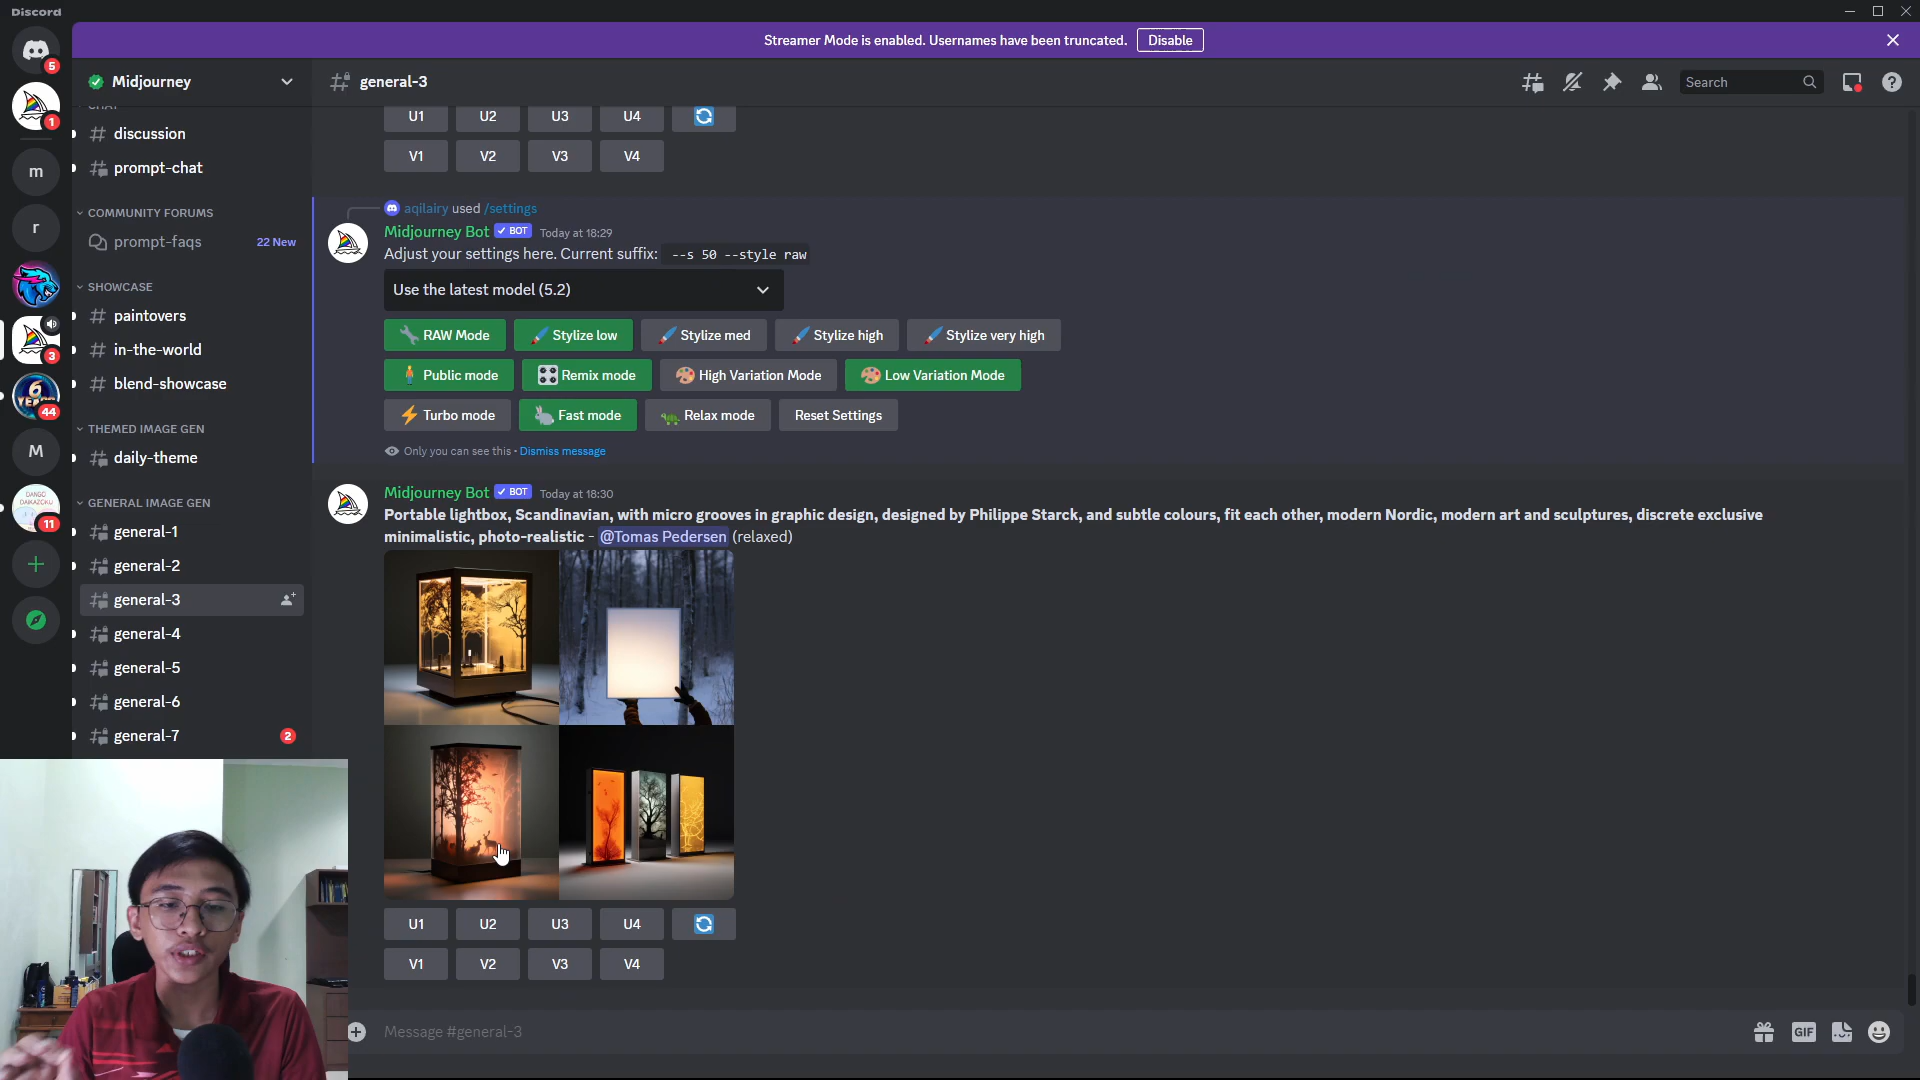 Discord
Streamer Mode is enabled. Usernames have been truncated. Disable
5
Midjourney
general-3
Search
1
CHAT
discussion
prompt-chat
m
COMMUNITY FORUMS
r
prompt-faqs 22 New
SHOWCASE
paintovers
3
in-the-world
blend-showcase
44
THEMED IMAGE GEN
M
daily-theme
GENERAL IMAGE GEN
DANGO
DAIKAZOKU
11
general-1
general-2
general-3
general-4
general-5
general-6
general-7 2
U1 U2 U3 U4
V1 V2 V3 V4
aqilairy used /settings
Midjourney Bot BOT Today at 18:29
Adjust your settings here. Current suffix: --s 50 --style raw
Use the latest model (5.2)
RAW Mode Stylize low Stylize med Stylize high Stylize very high
Public mode Remix mode High Variation Mode Low Variation Mode
Turbo mode Fast mode Relax mode Reset Settings
Only you can see this • Dismiss message
Midjourney Bot BOT Today at 18:30
Portable lightbox, Scandinavian, with micro grooves in graphic design, designed by Philippe Starck, and subtle colours, fit each other, modern Nordic, modern art and sculptures, discrete exclusive
minimalistic, photo-realistic - @Tomas Pedersen (relaxed)
U1 U2 U3 U4
V1 V2 V3 V4
Message #general-3
GIF